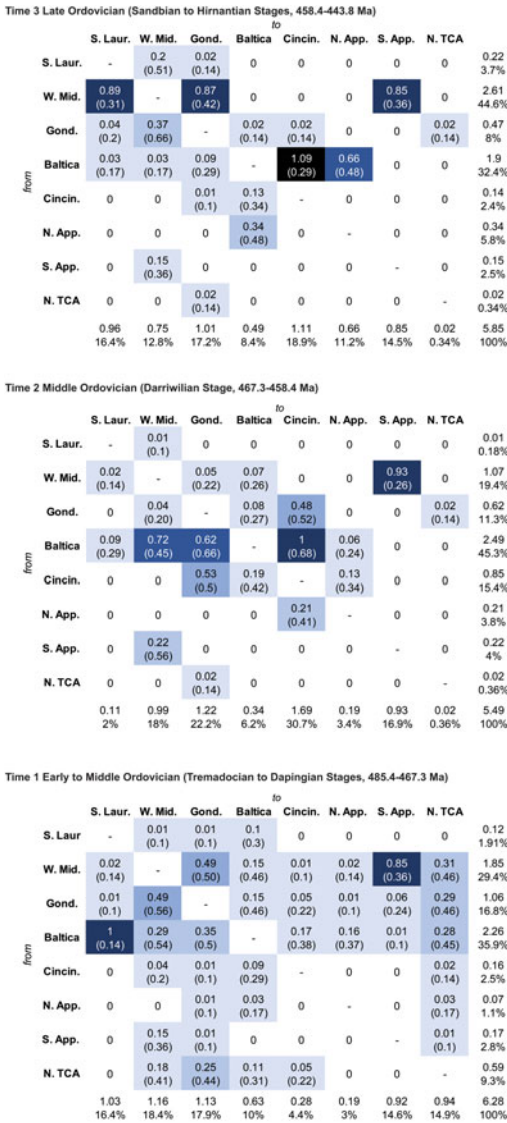 Time 3 Late Ordovician (Sandbian to Hirnantian Stages, 458.4-443.8 Ma)
to
S. Laur. W. Mid. Gond. Baltica Cincin. N. App. S. App. N. TCA
S. Laur. - 0.2 (0.51) 0.02 (0.14) 0 0 0 0 0 0.22 3.7%
W. Mid. 0.89 (0.31) - 0.87 (0.42) 0 0 0 0.85 (0.36) 0 2.61 44.6%
Gond. 0.04 (0.2) 0.37 (0.66) - 0.02 (0.14) 0.02 (0.14) 0 0 0.02 (0.14) 0.47 8%
from
Baltica 0.03 (0.17) 0.03 (0.17) 0.09 (0.29) - 1.09 (0.29) 0.66 (0.48) 0 0 1.9 32.4%
Cincin. 0 0 0.01 (0.1) 0.13 (0.34) - 0 0 0 0.14 2.4%
N. App. 0 0 0 0.34 (0.48) 0 - 0 0 0.34 5.8%
S. App. 0 0.15 (0.36) 0 0 0 0 - 0 0.15 2.5%
N. TCA 0 0 0.02 (0.14) 0 0 0 0 - 0.02 0.34%
0.96 0.75 1.01 0.49 1.11 0.66 0.85 0.02 5.85
16.4% 12.8% 17.2% 8.4% 18.9% 11.2% 14.5% 0.34% 100%
Time 2 Middle Ordovician (Darriwilian Stage, 467.3-458.4 Ma)
to
S. Laur. W. Mid. Gond. Baltica Cincin. N. App. S. App. N. TCA
S. Laur. - 0.01 (0.1) 0 0 0 0 0 0 0.01 0.18%
W. Mid. 0.02 (0.14) - 0.05 (0.22) 0.07 (0.26) 0 0 0.93 (0.26) 0 1.07 19.4%
Gond. 0 0.04 (0.20) - 0.08 (0.27) 0.48 (0.52) 0 0 0.02 (0.14) 0.62 11.3%
from
Baltica 0.09 (0.29) 0.72 (0.45) 0.62 (0.66) - 1 (0.68) 0.06 (0.24) 0 0 2.49 45.3%
Cincin. 0 0 0.53 (0.5) 0.19 (0.42) - 0.13 (0.34) 0 0 0.85 15.4%
N. App. 0 0 0 0 0.21 (0.41) - 0 0 0.21 3.8%
S. App. 0 0.22 (0.56) 0 0 0 0 - 0 0.22 4%
N. TCA 0 0 0.02 (0.14) 0 0 0 0 - 0.02 0.36%
0.11 0.99 1.22 0.34 1.69 0.19 0.93 0.02 5.49
2% 18% 22.2% 6.2% 30.7% 3.4% 16.9% 0.36% 100%
Time 1 Early to Middle Ordovician (Tremadocian to Dapingian Stages, 485.4-467.3 Ma)
to
S. Laur. W. Mid. Gond. Baltica Cincin. N. App. S. App. N. TCA
S. Laur - 0.01 (0.1) 0.01 (0.1) 0.1 (0.3) 0 0 0 0 0.12 1.91%
W. Mid. 0.02 (0.14) - 0.49 (0.50) 0.15 (0.46) 0.01 (0.1) 0.02 (0.14) 0.85 (0.36) 0.31 (0.46) 1.85 29.4%
Gond. 0.01 (0.1) 0.49 (0.56) - 0.15 (0.46) 0.05 (0.22) 0.01 (0.1) 0.06 (0.24) 0.29 (0.46) 1.06 16.8%
from
Baltica 1 (0.14) 0.29 (0.54) 0.35 (0.5) - 0.17 (0.38) 0.16 (0.37) 0.01 (0.1) 0.28 (0.45) 2.26 35.9%
Cincin. 0 0.04 (0.2) 0.01 (0.1) 0.09 (0.29) - 0 0 0.02 (0.14) 0.16 2.5%
N. App. 0 0 0.01 (0.1) 0.03 (0.17) 0 - 0 0.03 (0.17) 0.07 1.1%
S. App. 0 0.15 (0.36) 0.01 (0.1) 0 0 0 - 0.01 (0.1) 0.17 2.8%
N. TCA 0 0.18 (0.41) 0.25 (0.44) 0.11 (0.31) 0.05 (0.22) 0 0 - 0.59 9.3%
1.03 1.16 1.13 0.63 0.28 0.19 0.92 0.94 6.28
16.4% 18.4% 17.9% 10% 4.4% 3% 14.6% 14.9% 100%